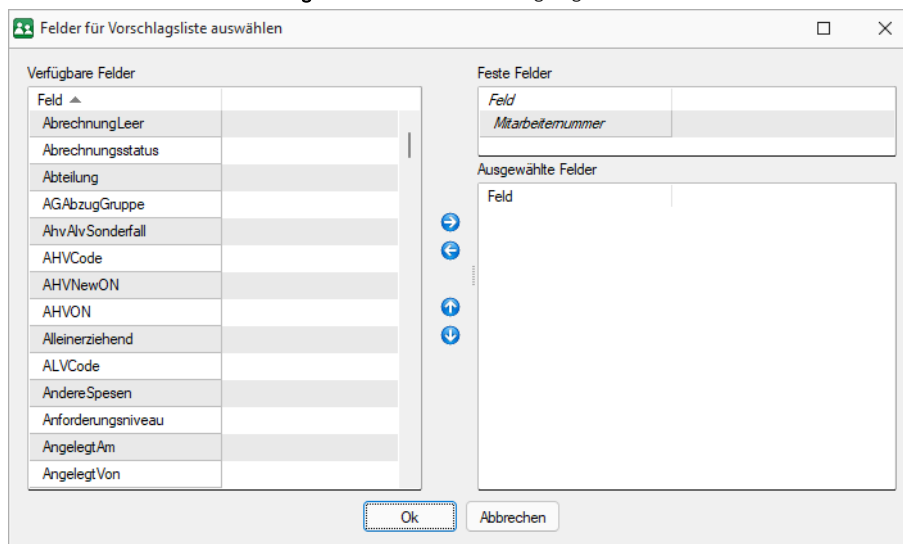 Felder für Vorschlagsliste auswählen
Verfügbare Felder
Feld
AbrechnungLeer
Abrechnungsstatus
Abteilung
AGAbzugGruppe
AhvAlvSonderfall
AHVCode
AHVNewON
AHVON
Alleinerziehend
ALVCode
AndereSpesen
Anforderungsniveau
AngelegtAm
AngelegtVon
Feste Felder
Feld
Mitarbeiternummer
Ausgewählte Felder
Feld
Ok
Abbrechen